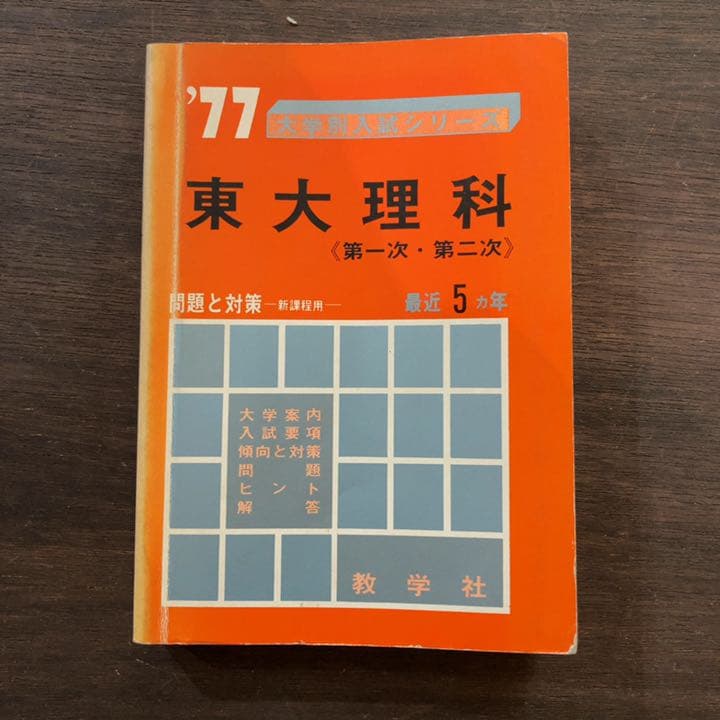 '77 大学別入試シリーズ
東大理科
《第一次・第二次》
問題と対策―新課程用― 最近5ヵ年
大学案内
入試要項
傾向と対策
問題
ヒント
解答
教学社